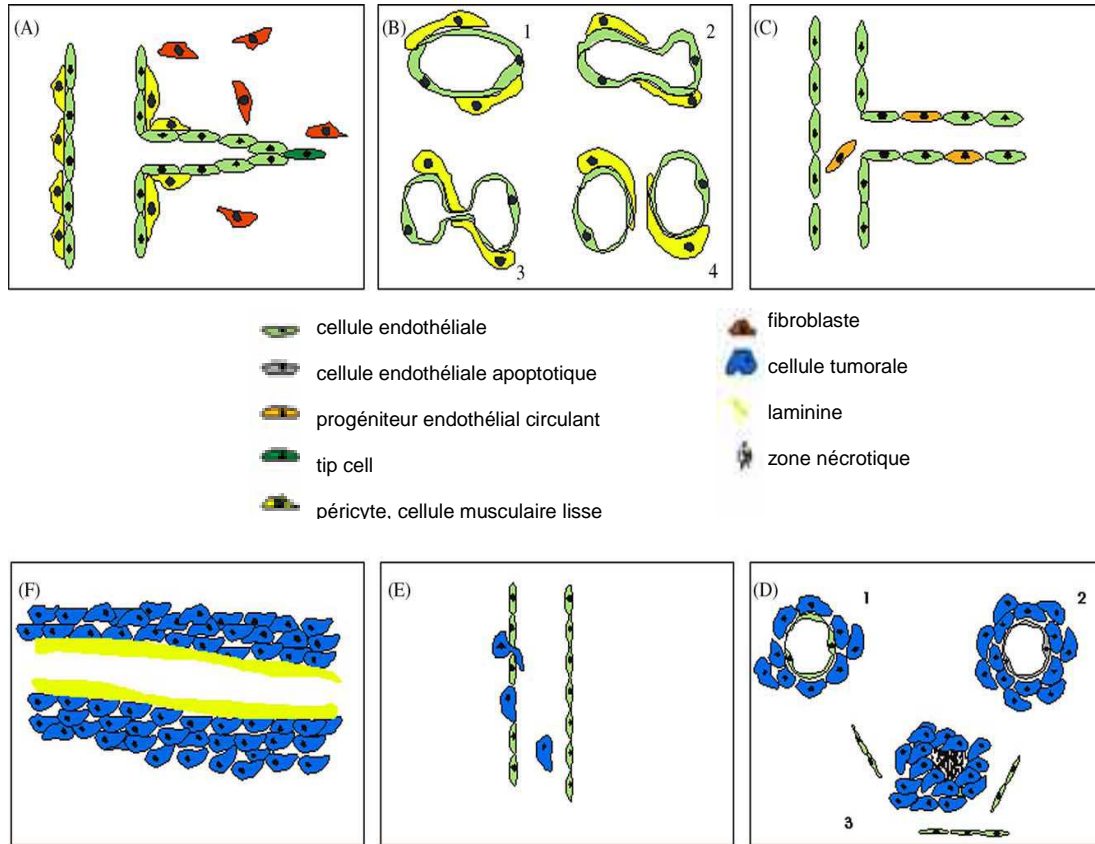 (A)
(B)
1
2
3
4
(C)
cellule endothéliale
cellule endothéliale apoptotique
progéniteur endothélial circulant
tip cell
péricyte, cellule musculaire lisse
fibroblaste
cellule tumorale
laminine
zone nécrotique
(F)
(E)
(D)
1
2
3